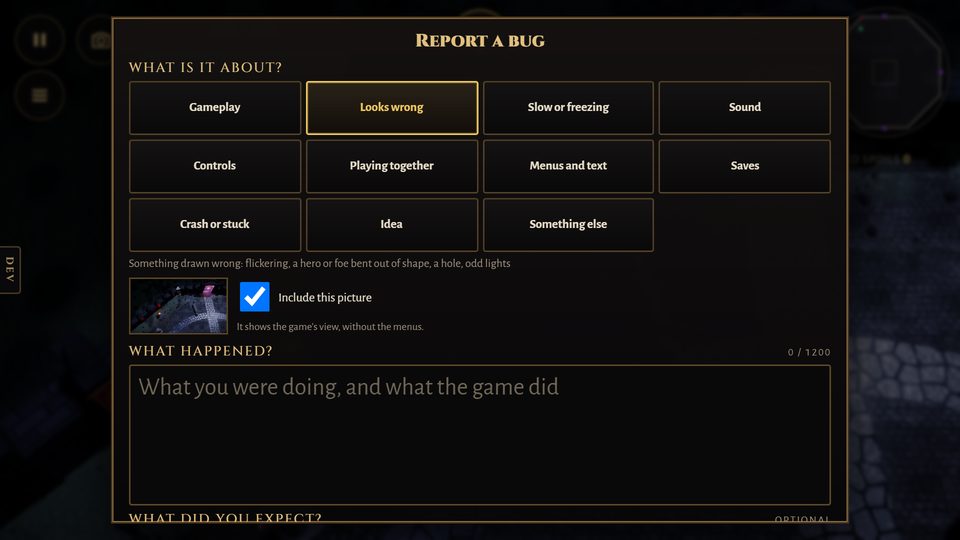 REPORT A BUG
WHAT IS IT ABOUT?
Gameplay
Looks wrong
Slow or freezing
Sound
Controls
Playing together
Menus and text
Saves
Crash or stuck
Idea
Something else
Something drawn wrong: flickering, a hero or foe bent out of shape, a hole, odd lights
Include this picture
It shows the game's view, without the menus.
WHAT HAPPENED?
0 / 1200
What you were doing, and what the game did
WHAT DID YOU EXPECT?
OPTIONAL
DEV